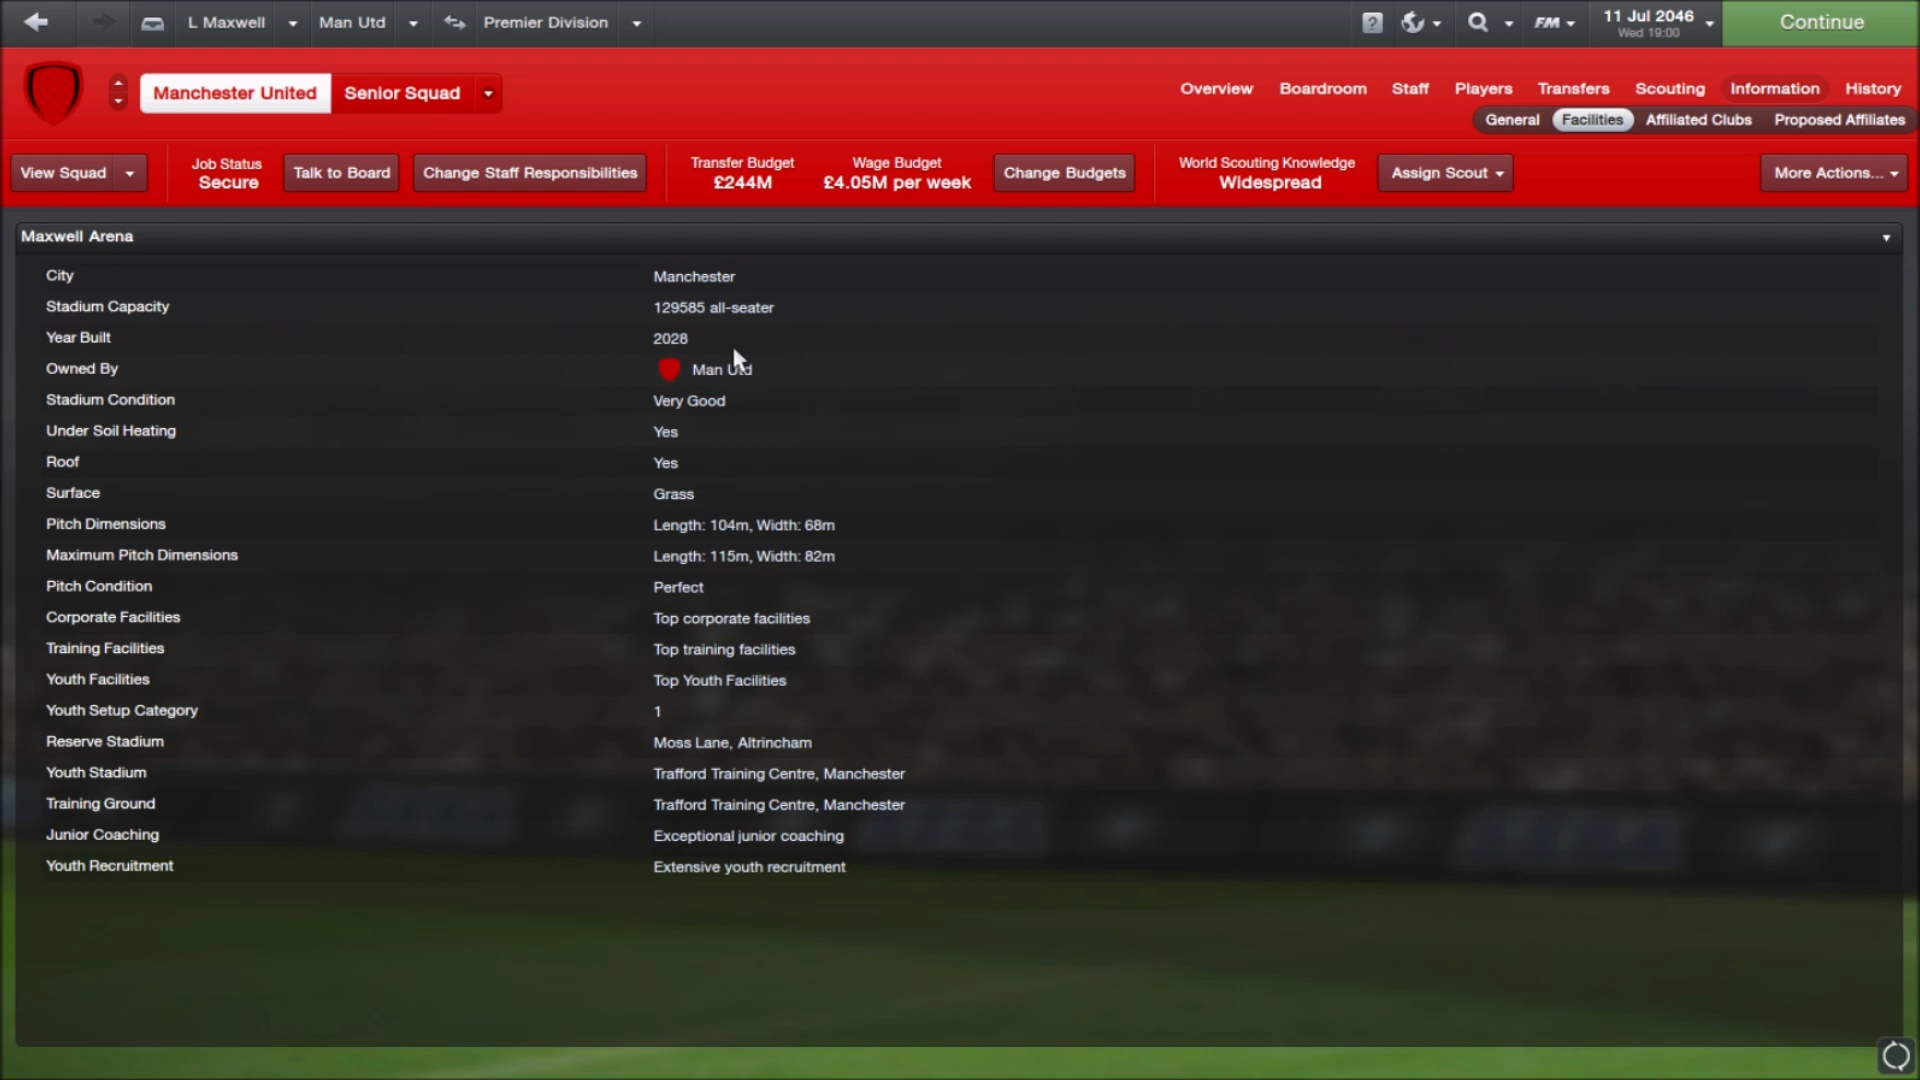 L Maxwell Man Utd Premier Division ? FM 11 Jul 2046 Continue
Wed 19:00
Manchester United Senior Squad
Overview Boardroom Staff Players Transfers Scouting Information History
General Facilities Affiliated Clubs Proposed Affiliates
View Squad
Job Status
Secure
Talk to Board Change Staff Responsibilities
Transfer Budget
£244M
Wage Budget
£4.05M per week
Change Budgets
World Scouting Knowledge
Widespread
Assign Scout More Actions...
Maxwell Arena
City Manchester
Stadium Capacity 129585 all-seater
Year Built 2028
Owned By Man Utd
Stadium Condition Very Good
Under Soil Heating Yes
Roof Yes
Surface Grass
Pitch Dimensions Length: 104m, Width: 68m
Maximum Pitch Dimensions Length: 115m, Width: 82m
Pitch Condition Perfect
Corporate Facilities Top corporate facilities
Training Facilities Top training facilities
Youth Facilities Top Youth Facilities
Youth Setup Category 1
Reserve Stadium Moss Lane, Altrincham
Youth Stadium Trafford Training Centre, Manchester
Training Ground Trafford Training Centre, Manchester
Junior Coaching Exceptional junior coaching
Youth Recruitment Extensive youth recruitment